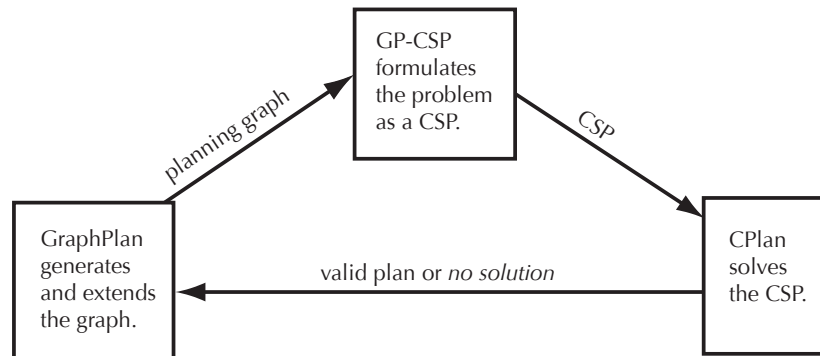 GP-CSP
formulates
the problem
as a CSP.
planning graph
CSP
GraphPlan
generates
and extends
the graph.
valid plan or no solution
CPlan
solves
the CSP.